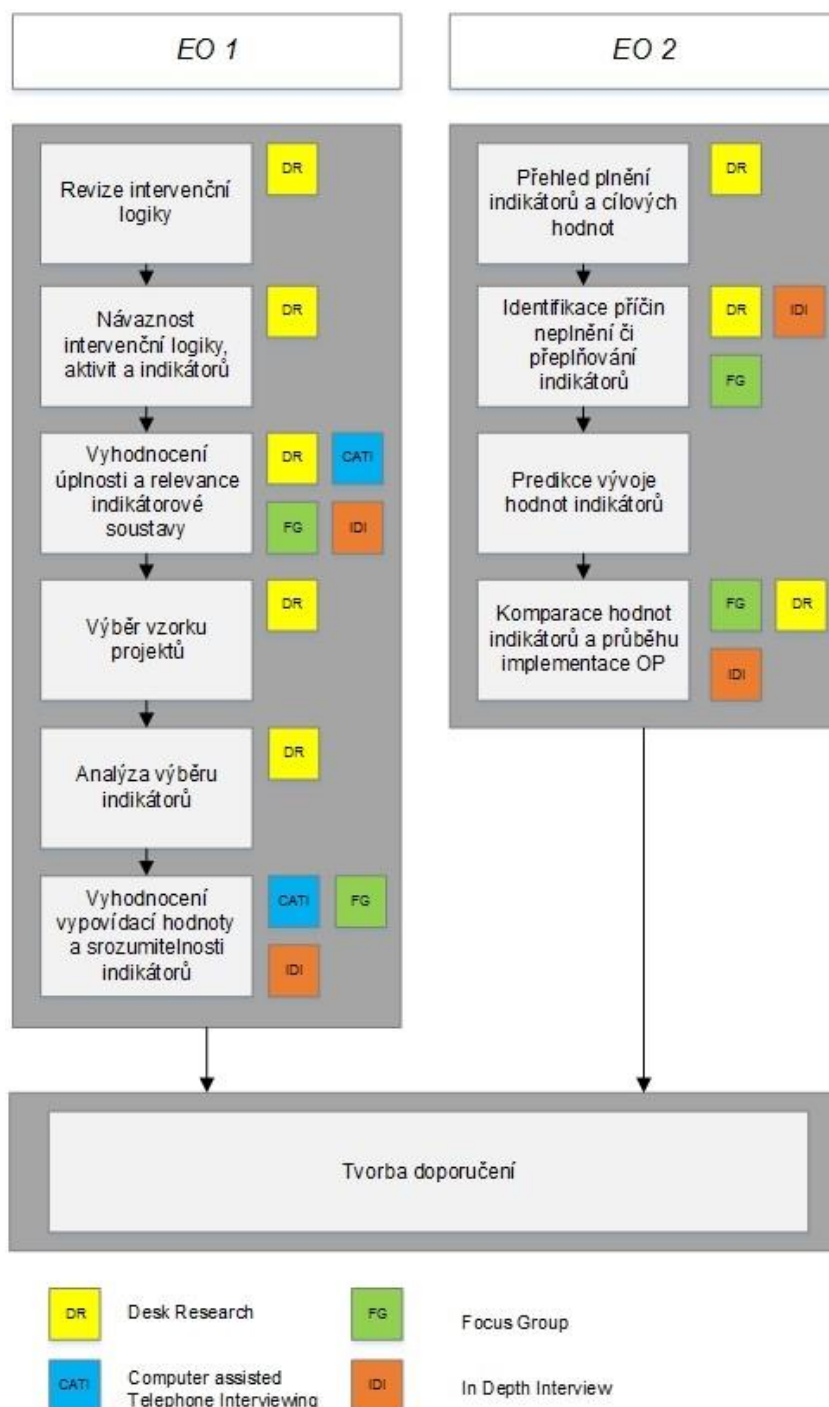 EO 1
Revize intervenční
logiky
DR
Návaznost
intervenční logiky,
aktivit a indikátorů
DR
Vyhodnocení
úplnosti a relevance
indikátorové
soustavy
DR
CATI
FG
IDI
Výběr vzorku
projektů
DR
Analýza výběru
indikátorů
DR
Vyhodnocení
vypovídací hodnoty
a srozumitelnosti
indikátorů
CATI
FG
IDI
EO 2
Přehled plnění
indikátorů a cílových
hodnot
DR
Identifikace příčin
neplnění či
přeplňování
indikátorů
DR
IDI
FG
Predikce vývoje
hodnot indikátorů
Komparace hodnot
indikátorů a průběhu
implementace OP
FG
DR
IDI
Tvorba doporučení
DR
Desk Research
FG
Focus Group
CATI
Computer assisted
Telephone Interviewing
IDI
In Depth Interview